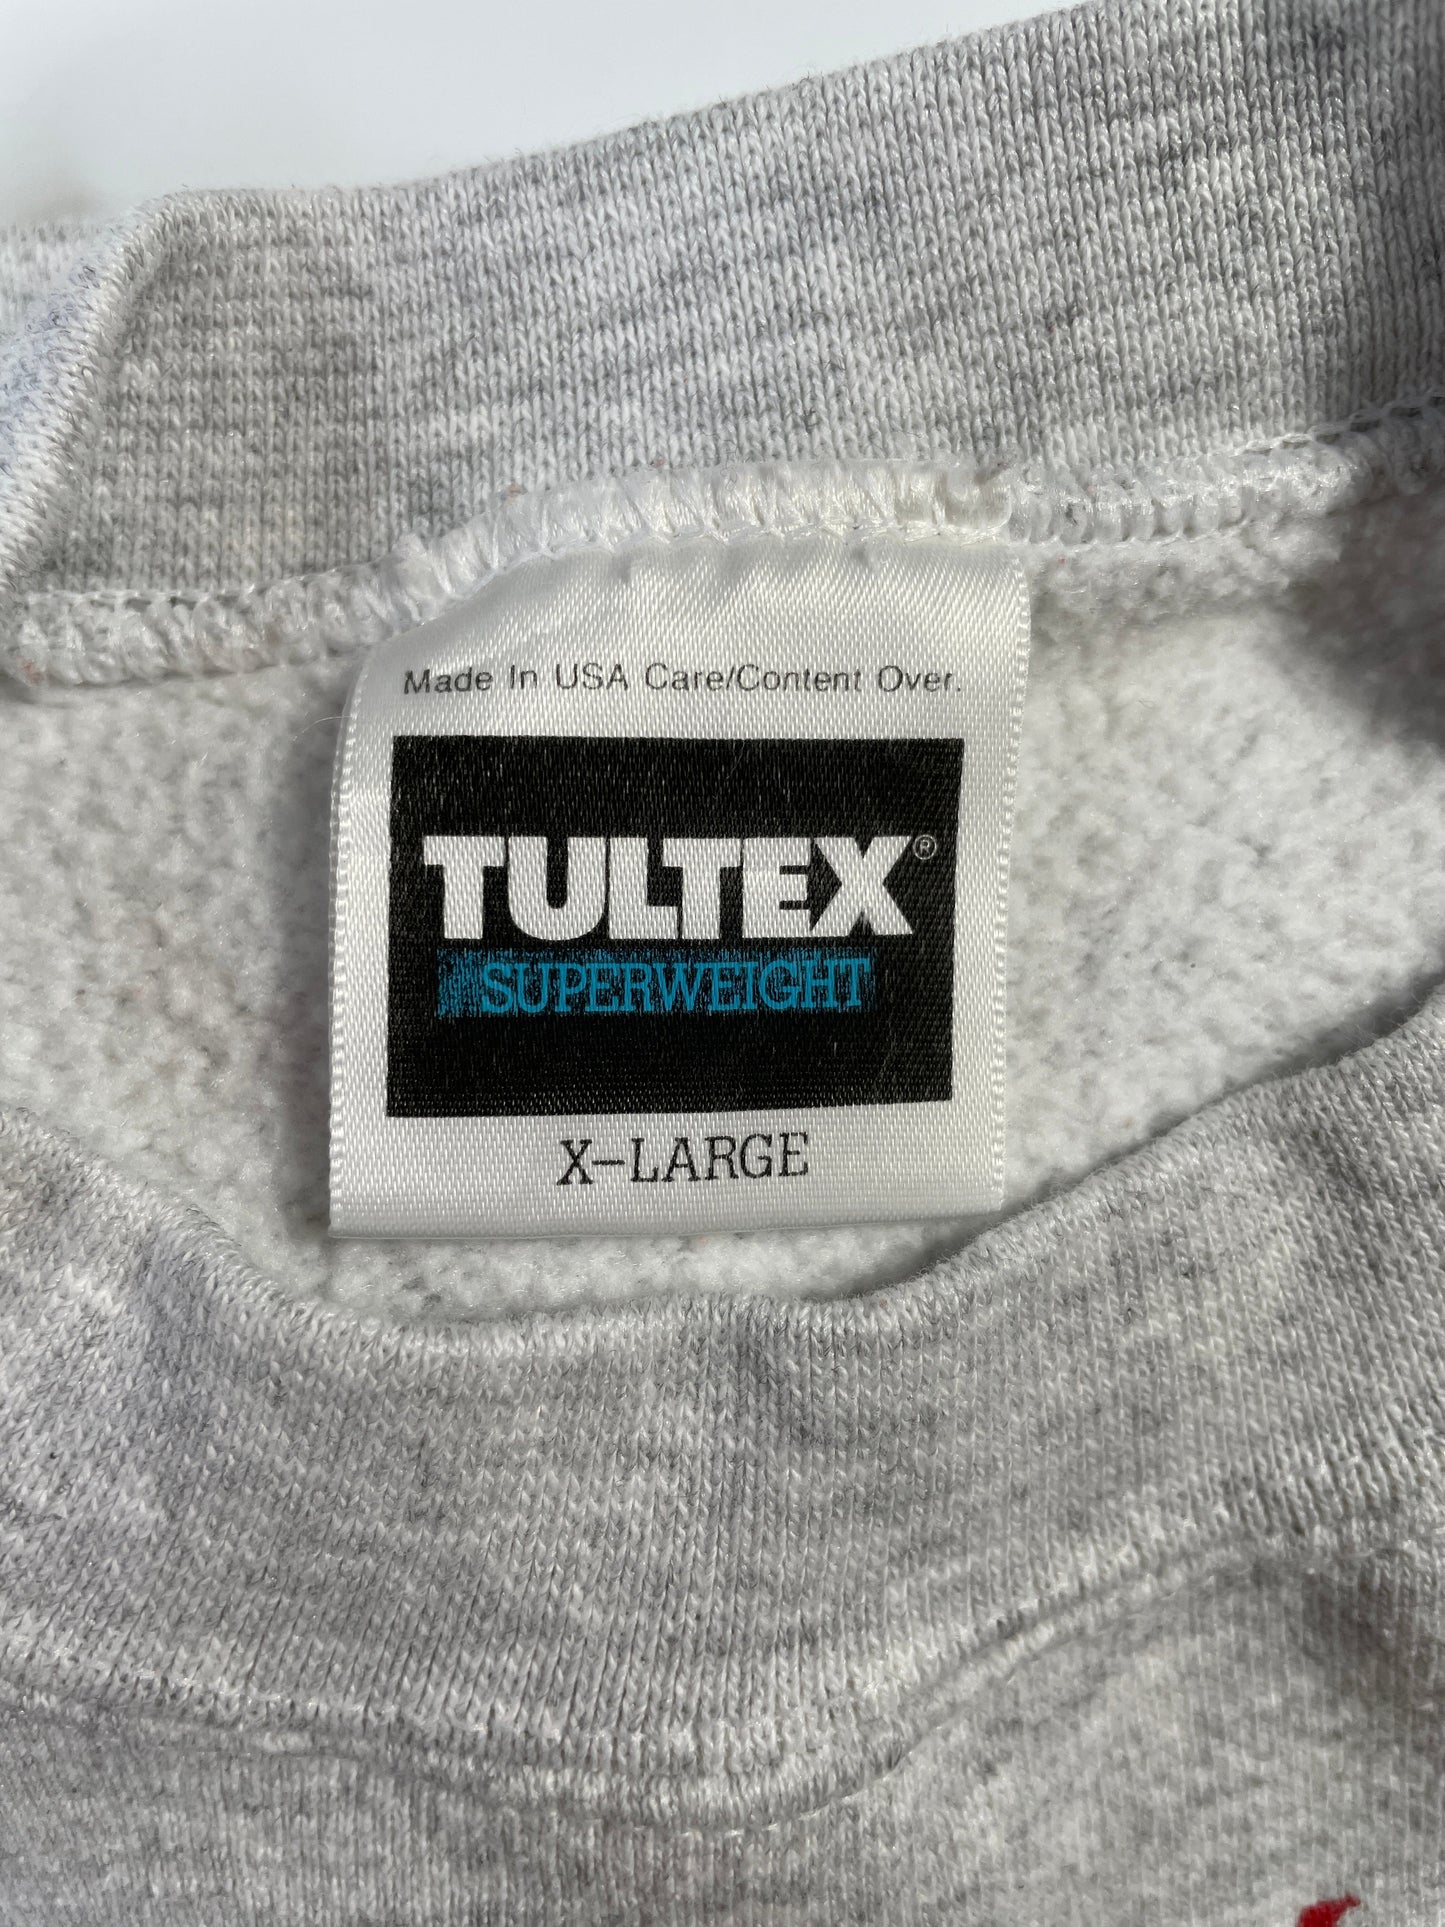 Made In USA Care/Content Over.
TULTEX®
SUPERWEIGHT
X-LARGE